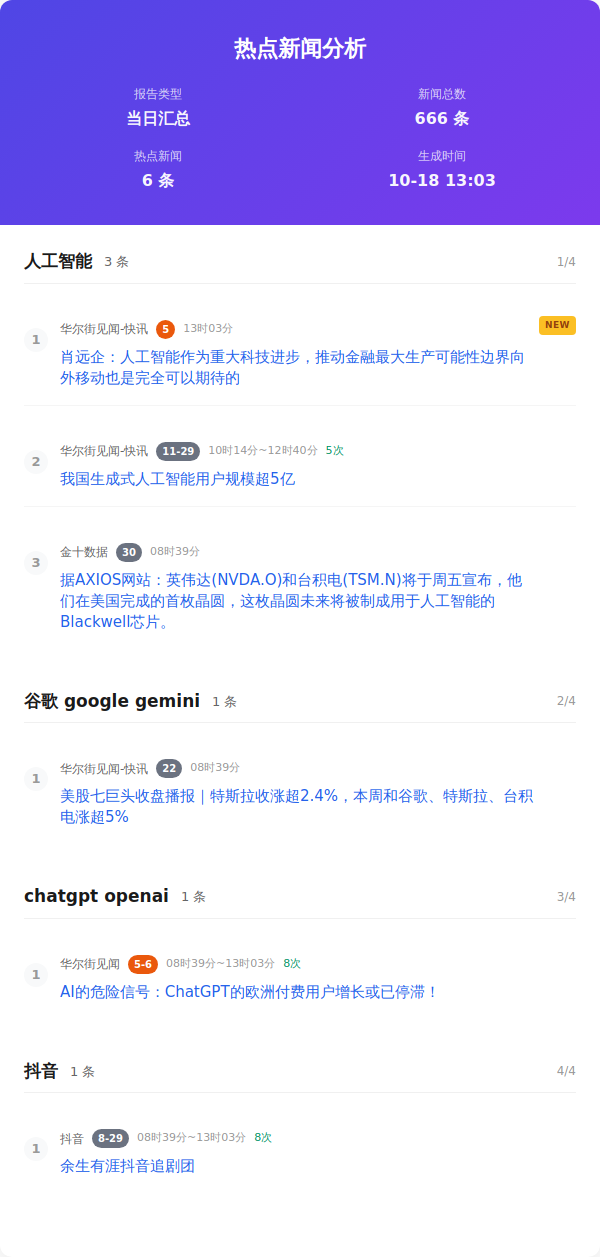 热点新闻分析
报告类型
当日汇总
新闻总数
666 条
热点新闻
6 条
生成时间
10-18 13:03
人工智能 3 条 1/4
1 华尔街见闻-快讯 5 13时03分 NEW
肖远企：人工智能作为重大科技进步，推动金融最大生产可能性边界向
外移动也是完全可以期待的
2 华尔街见闻-快讯 11-29 10时14分~12时40分 5次
我国生成式人工智能用户规模超5亿
3 金十数据 30 08时39分
据AXIOS网站：英伟达(NVDA.O)和台积电(TSM.N)将于周五宣布，他
们在美国完成的首枚晶圆，这枚晶圆未来将被制成用于人工智能的
Blackwell芯片。
谷歌 google gemini 1 条 2/4
1 华尔街见闻-快讯 22 08时39分
美股七巨头收盘播报｜特斯拉收涨超2.4%，本周和谷歌、特斯拉、台积
电涨超5%
chatgpt openai 1 条 3/4
1 华尔街见闻 5-6 08时39分~13时03分 8次
AI的危险信号：ChatGPT的欧洲付费用户增长或已停滞！
抖音 1 条 4/4
1 抖音 8-29 08时39分~13时03分 8次
余生有涯抖音追剧团